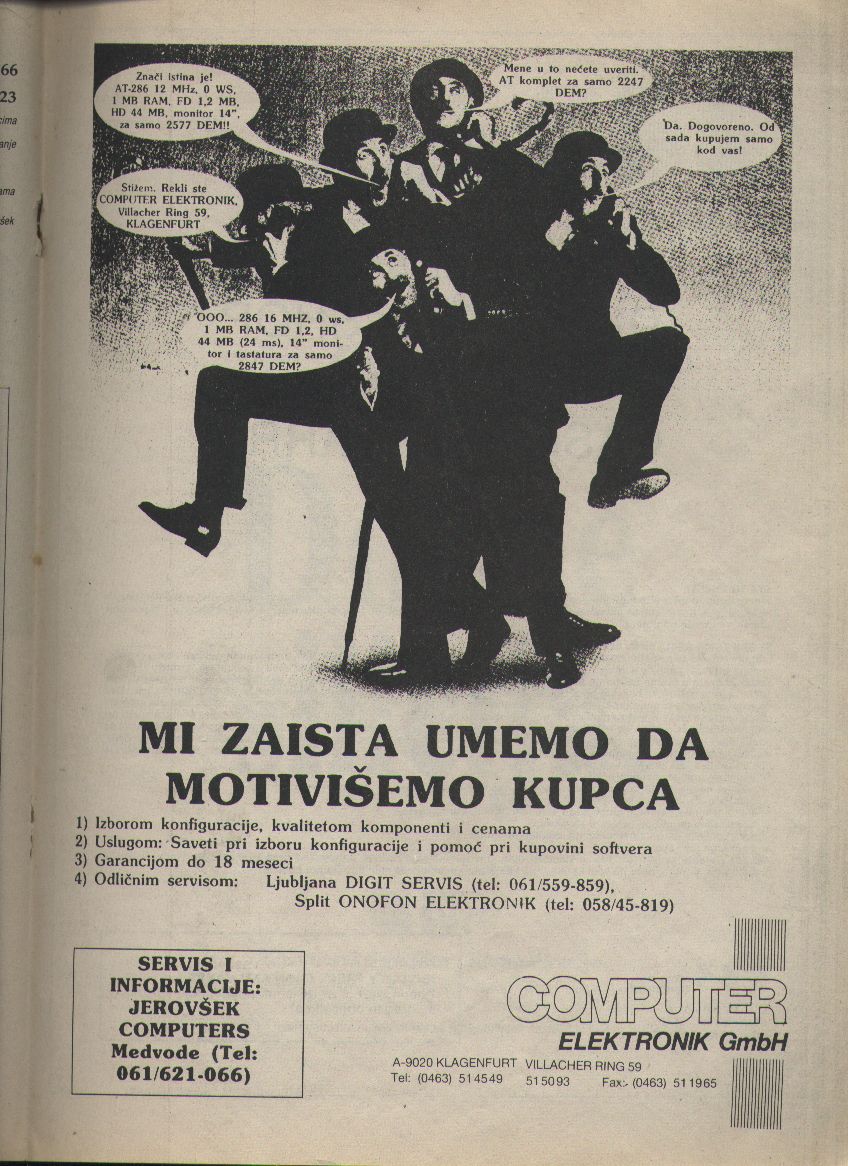 66
23
cima
anje
ama
šek
Znači istina je!
AT-286 12 MHz, 0 WS,
1 MB RAM, FD 1,2 MB,
HD 44 MB, monitor 14",
za samo 2577 DEM!!
Mene u to nećete uveriti.
AT komplet za samo 2247
DEM?
Da. Dogovoreno. Od
sada kupujem samo
kod vas!
Stižem. Rekli ste
COMPUTER ELEKTRONIK,
Villacher Ring 59,
KLAGENFURT
OOO... 286 16 MHZ, 0 ws,
1 MB RAM, FD 1,2, HD
44 MB (24 ms), 14" moni-
tor i tastatura za samo
2847 DEM?
MI ZAISTA UMEMO DA
MOTIVIŠEMO KUPCA
1) Izborom konfiguracije, kvalitetom komponenti i cenama
2) Uslugom: Saveti pri izboru konfiguracije i pomoć pri kupovini softvera
3) Garancijom do 18 meseci
4) Odličnim servisom: Ljubljana DIGIT SERVIS (tel: 061/559-859),
Split ONOFON ELEKTRONIK (tel: 058/45-819)
SERVIS I
INFORMACIJE:
JEROVŠEK
COMPUTERS
Medvode (Tel:
061/621-066)
COMPUTER
ELEKTRONIK GmbH
A-9020 KLAGENFURT VILLACHER RING 59
Tel: (0463) 514549 515093 Fax: (0463) 511965